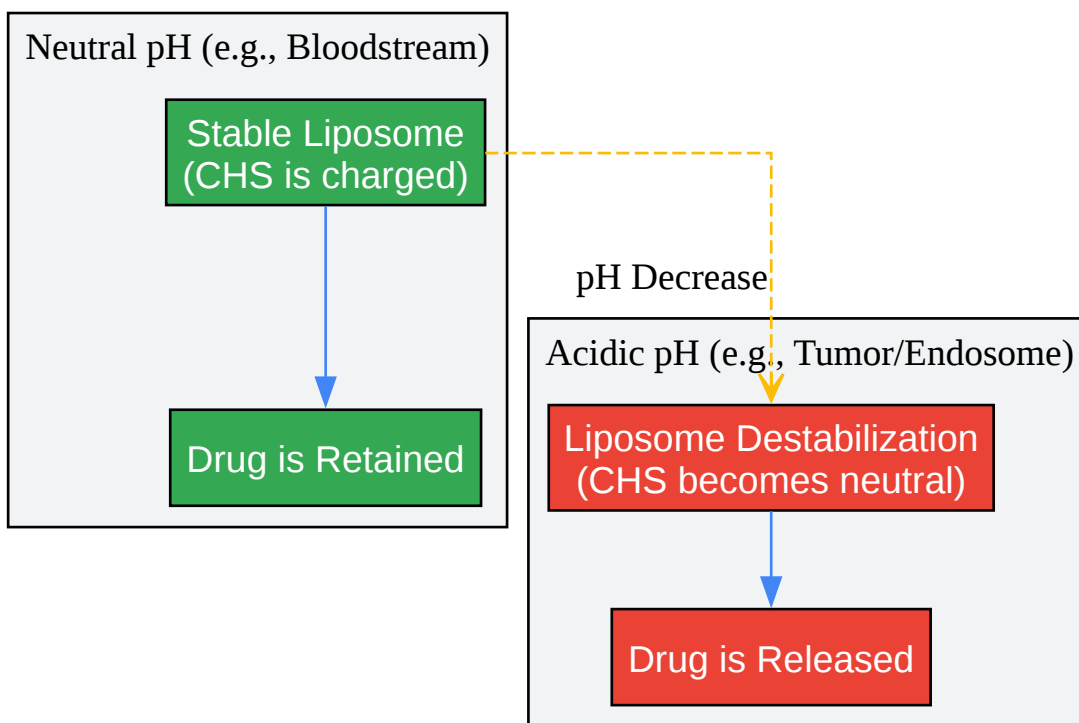 Neutral pH (e.g., Bloodstream)
Stable Liposome
(CHS is charged)
Drug is Retained
pH Decrease
Acidic pH (e.g., Tumor/Endosome)
Liposome Destabilization
(CHS becomes neutral)
Drug is Released